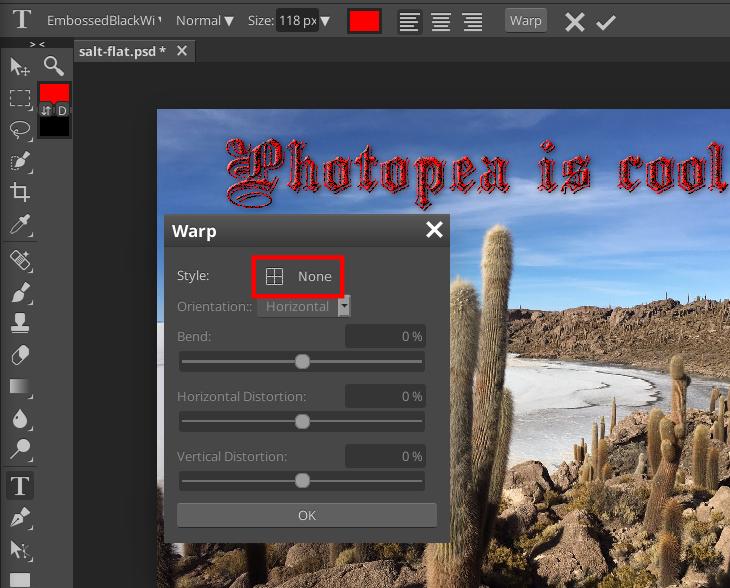 T EmbossedBlackWi Normal Size: 118 px Warp
> <
salt-flat.psd *
D
Photopea is cool
Warp
Style: None
Orientation:: Horizontal
Bend: 0 %
Horizontal Distortion: 0 %
Vertical Distortion: 0 %
T
OK